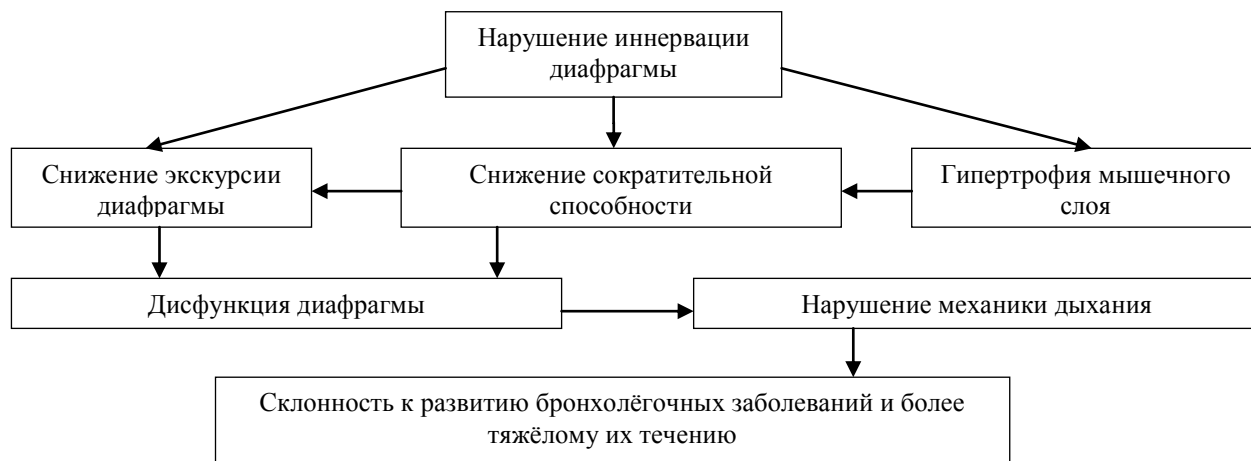 Нарушение иннервации
диафрагмы
Снижение экскурсии
диафрагмы
Снижение сократительной
способности
Гипертрофия мышечного
слоя
Дисфункция диафрагмы
Нарушение механики дыхания
Склонность к развитию бронхолёгочных заболеваний и более
тяжёлому их течению